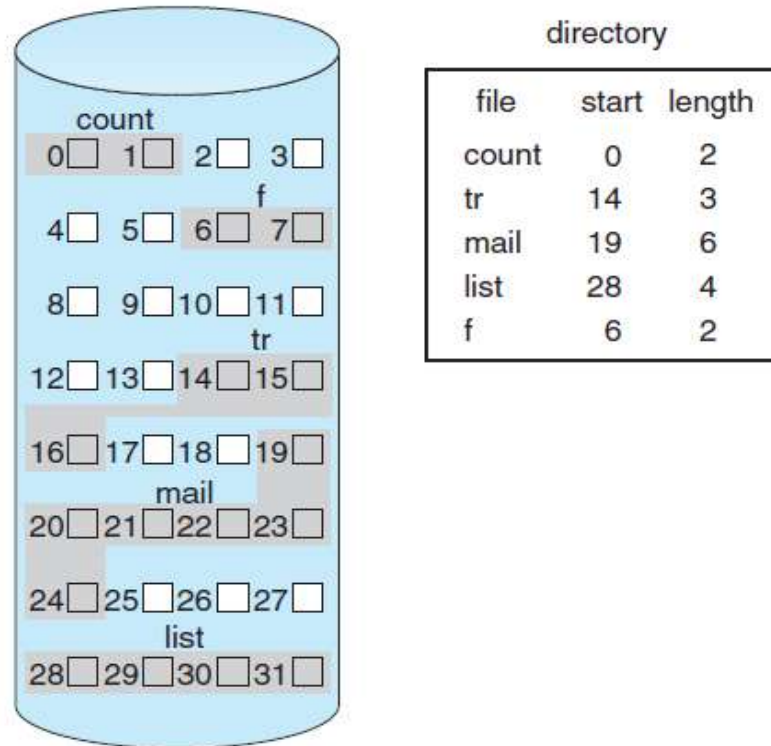 directory
file start length
count 0 2
tr 14 3
mail 19 6
list 28 4
f 6 2
count
0 1 2 3
f
4 5 6 7
8 9 10 11
tr
12 13 14 15
16 17 18 19
mail
20 21 22 23
24 25 26 27
list
28 29 30 31